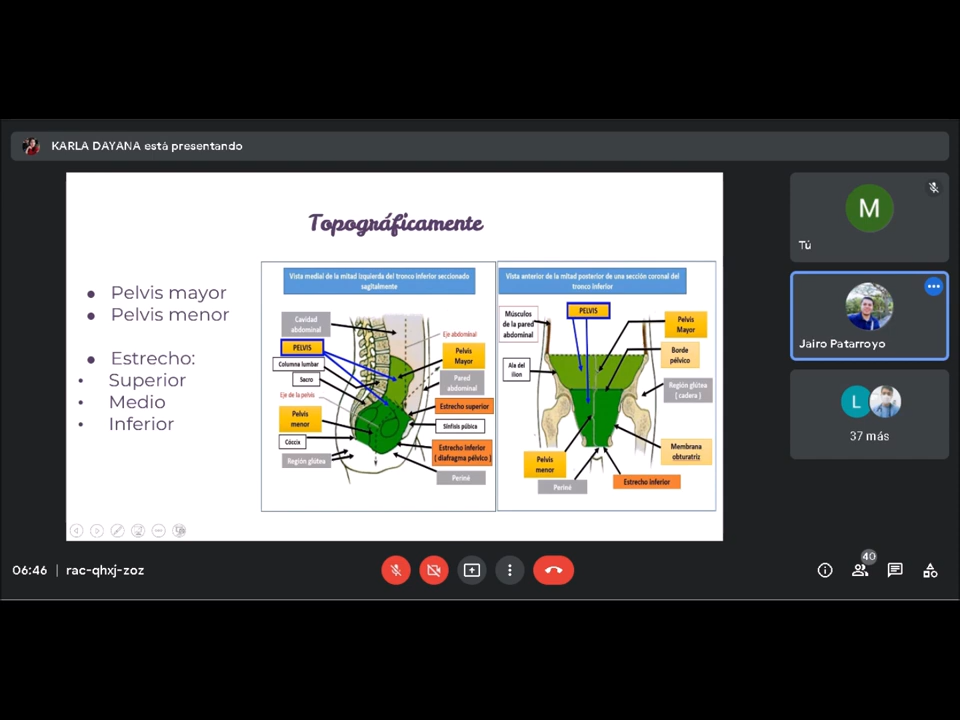 KARLA DAYANA está presentando
Topográficamente
● Pelvis mayor
● Pelvis menor
● Estrecho:
• Superior
• Medio
• Inferior
Vista medial de la mitad izquierda del tronco inferior seccionado
sagitalmente
Cavidad
abdominal
Eje abdominal
PELVIS
Pelvis
Mayor
Columna lumbar
Sacro
Pared
abdominal
Eje de la pelvis
Estrecho superior
Pelvis
menor
Sínfisis púbica
Cóccix
Estrecho inferior
( diafragma pélvico)
Región glútea
Periné
Vista anterior de la mitad posterior de una sección coronal del
tronco inferior
Músculos
de la pared
abdominal
PELVIS
Pelvis
Mayor
Borde
pélvico
Ala del
ilion
Región glútea
( cadera )
Membrana
obturatriz
Pelvis
menor
Periné
Estrecho inferior
M
Tú
Jairo Patarroyo
L
37 más
06:46 | rac-qhxj-zoz
40